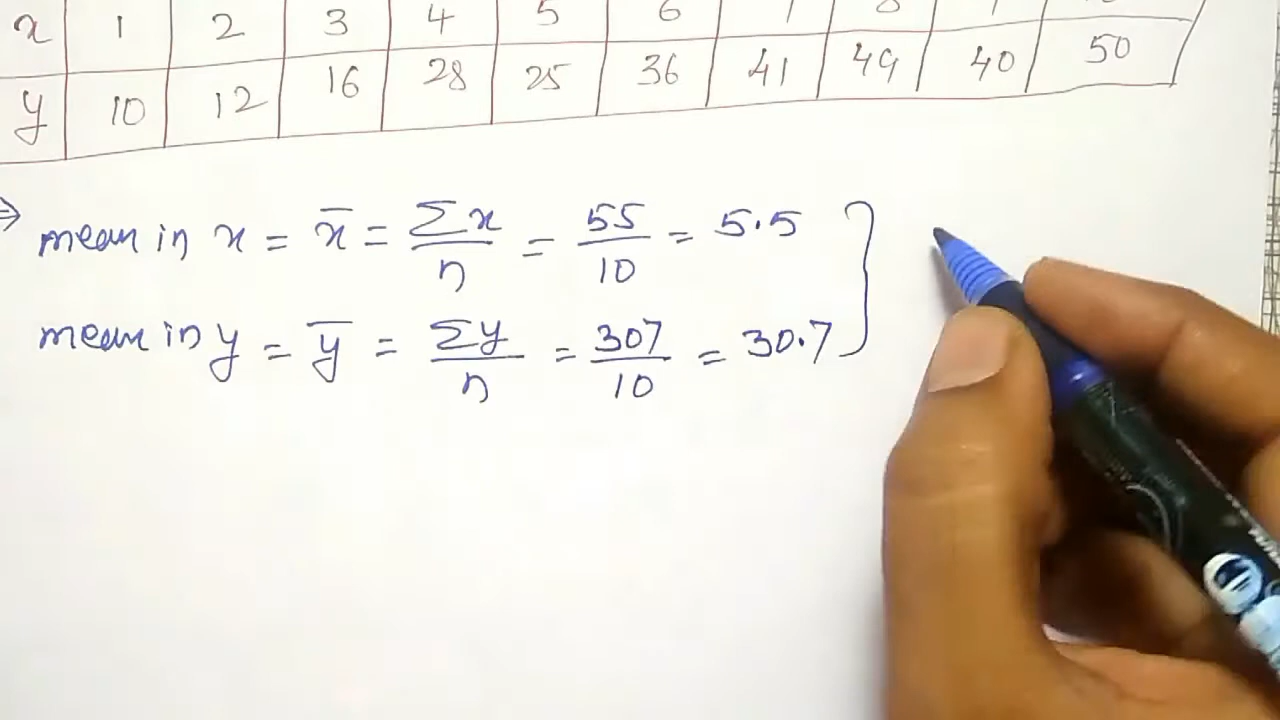 x 1 2 3 4 5 6
y 10 12 16 28 25 36 41 49 40 50
⇒ mean in x = x̄ = Σx/n = 55/10 = 5.5
mean in y = ȳ = Σy/n = 307/10 = 30.7